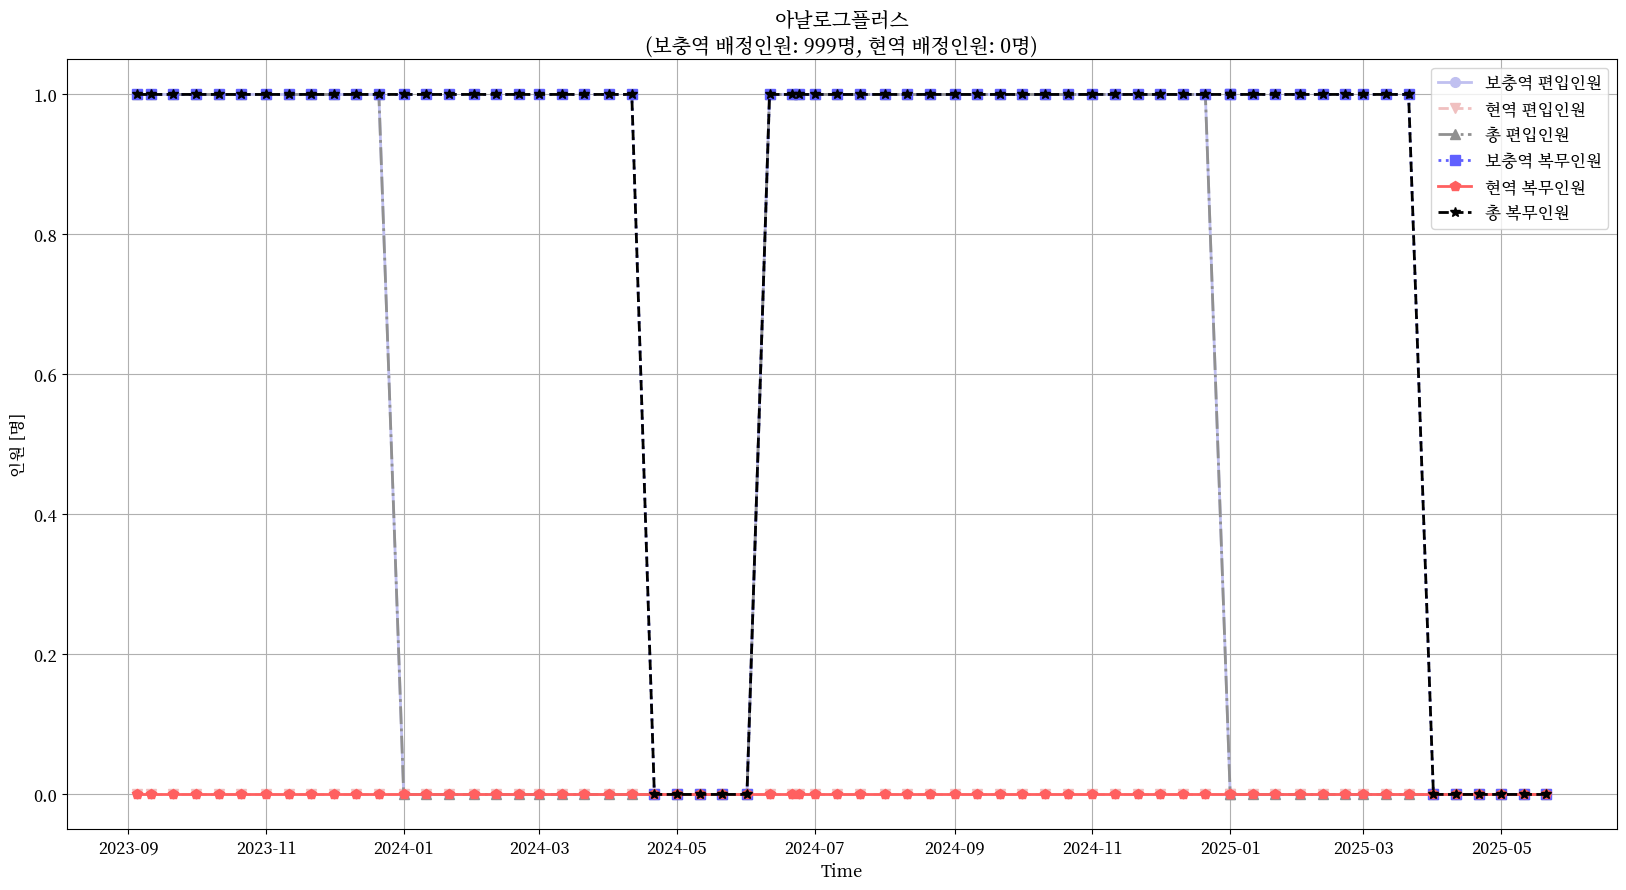 아날로그플러스
(보충역 배정인원: 999명, 현역 배정인원: 0명)
보충역 편입인원
현역 편입인원
총 편입인원
보충역 복무인원
현역 복무인원
총 복무인원
인원 [명]
1.0
0.8
0.6
0.4
0.2
0.0
2023-09 2023-11 2024-01 2024-03 2024-05 2024-07 2024-09 2024-11 2025-01 2025-03 2025-05
Time